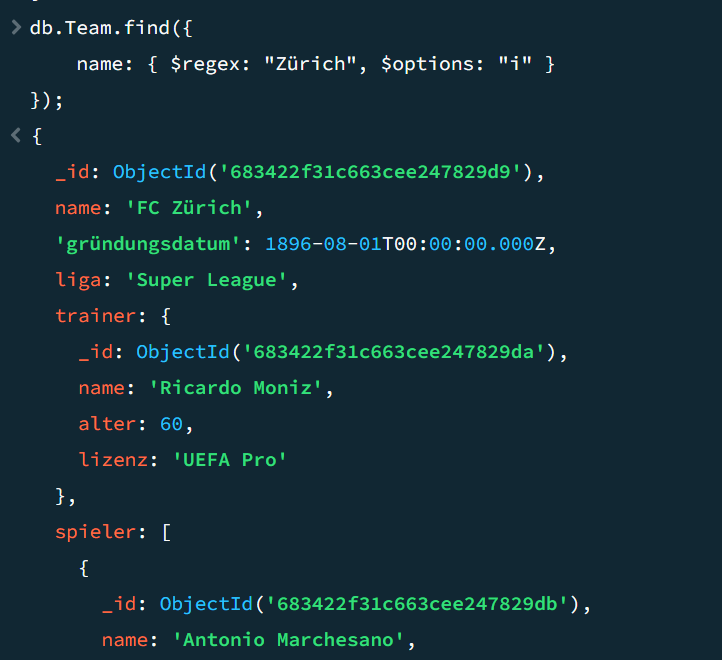 > db.Team.find({
name: { $regex: "Zürich", $options: "i" }
});
< {
_id: ObjectId('683422f31c663cee247829d9'),
name: 'FC Zürich',
'gründungsdatum': 1896-08-01T00:00:00.000Z,
liga: 'Super League',
trainer: {
_id: ObjectId('683422f31c663cee247829da'),
name: 'Ricardo Moniz',
alter: 60,
lizenz: 'UEFA Pro'
},
spieler: [
{
_id: ObjectId('683422f31c663cee247829db'),
name: 'Antonio Marchesano',